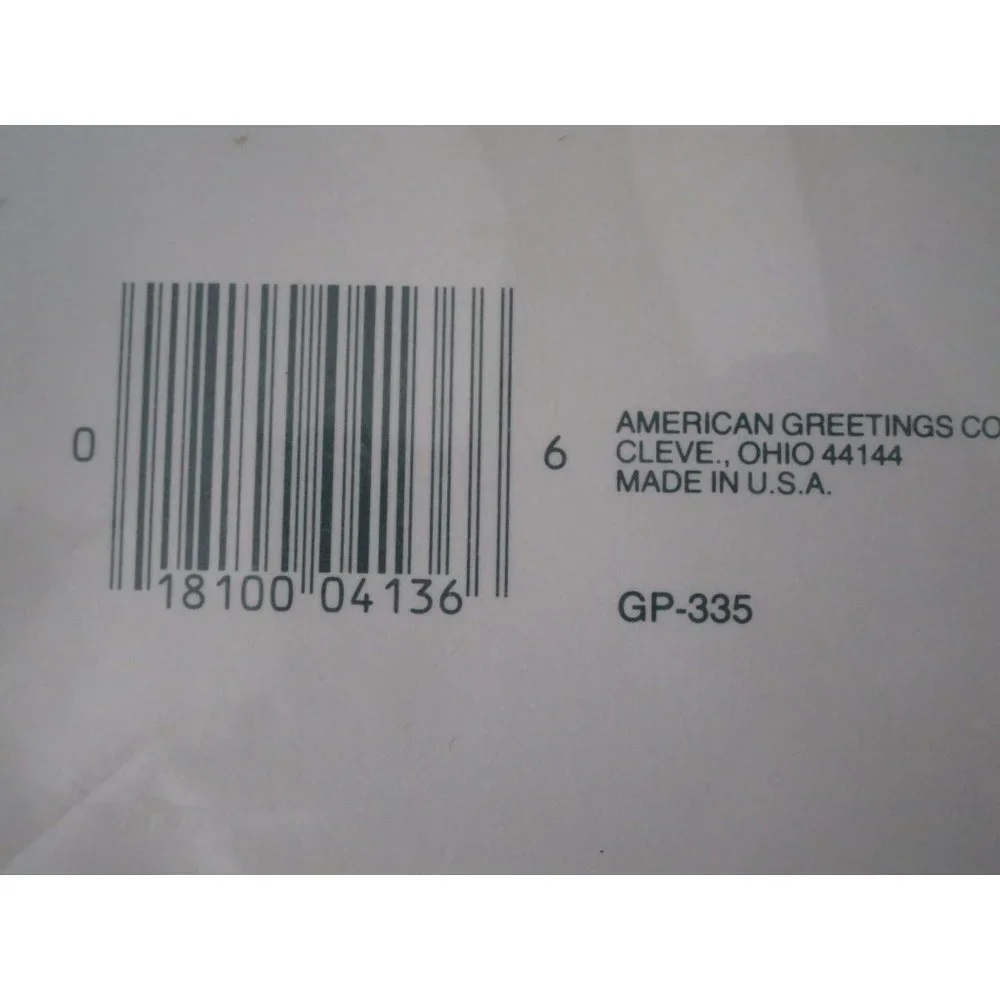 0 18100 04136 6
AMERICAN GREETINGS CO
CLEVE., OHIO 44144
MADE IN U.S.A.
GP-335